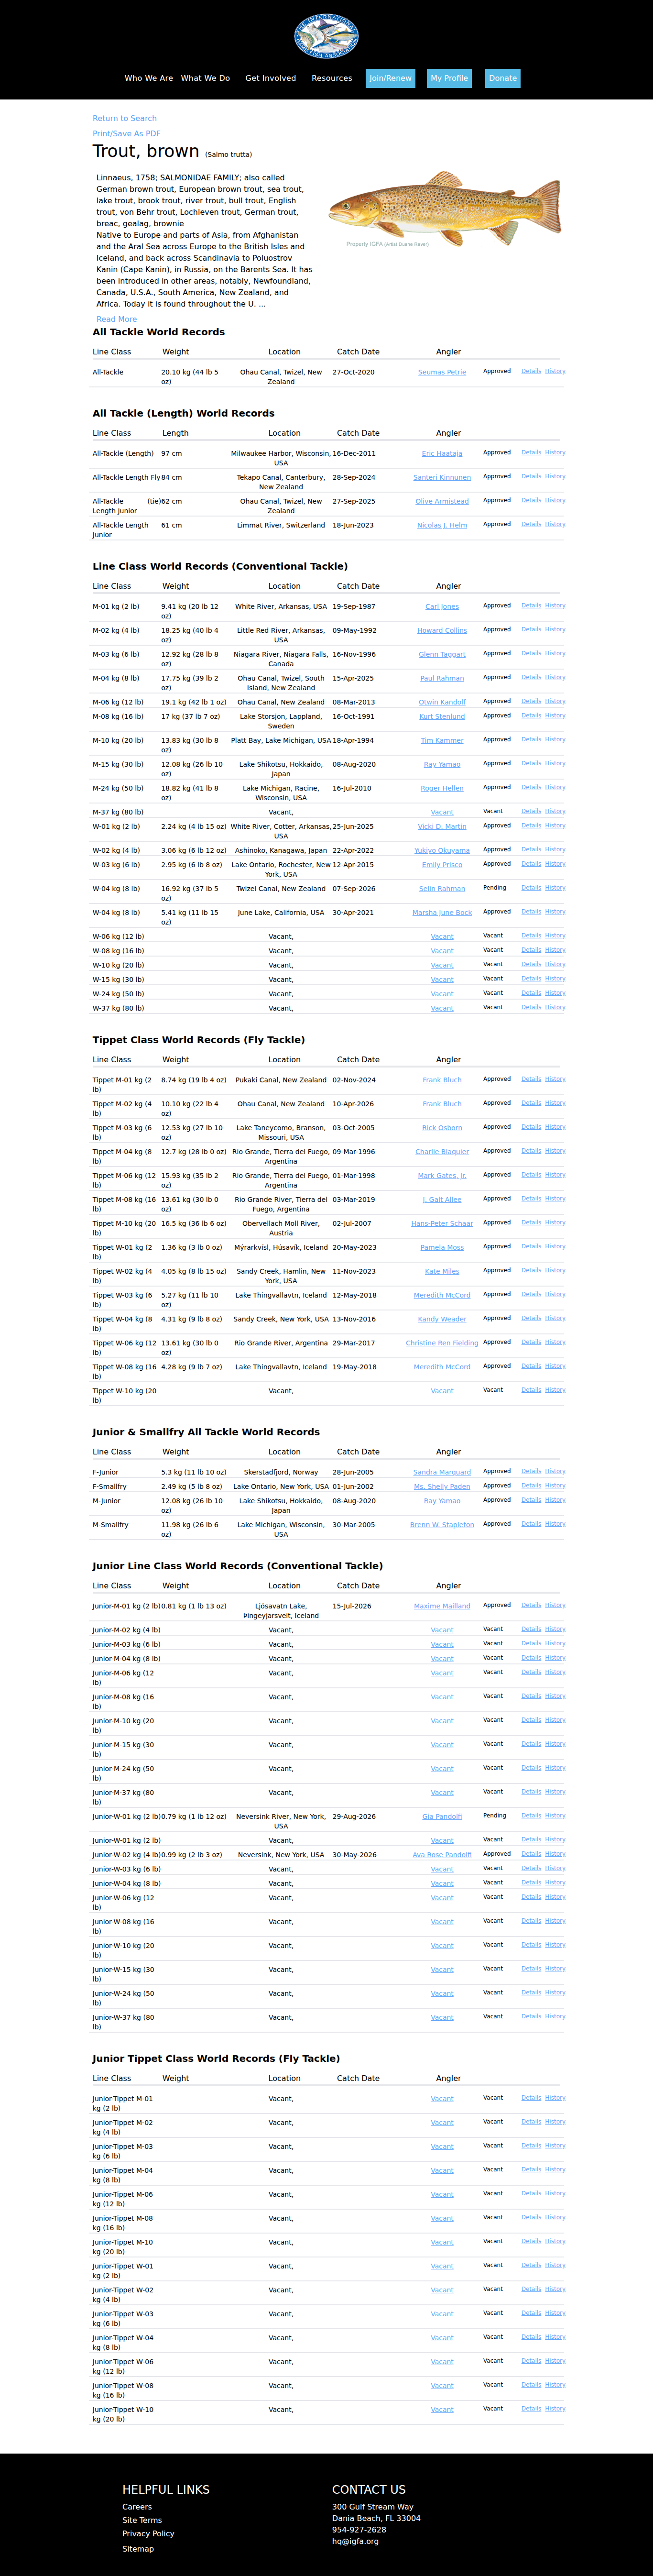 THE INTERNATIONAL
GAME FISH ASSOCIATION
Who We Are What We Do Get Involved Resources Join/Renew My Profile Donate
Return to Search
Print/Save As PDF
Trout, brown (Salmo trutta)
Linnaeus, 1758; SALMONIDAE FAMILY; also called
German brown trout, European brown trout, sea trout,
lake trout, brook trout, river trout, bull trout, English
trout, von Behr trout, Lochleven trout, German trout,
breac, gealag, brownie
Native to Europe and parts of Asia, from Afghanistan
and the Aral Sea across Europe to the British Isles and
Iceland, and back across Scandinavia to Poluostrov
Kanin (Cape Kanin), in Russia, on the Barents Sea. It has
been introduced in other areas, notably, Newfoundland,
Canada, U.S.A., South America, New Zealand, and
Africa. Today it is found throughout the U. ...
Property IGFA (Artist Duane Raver)
Read More
All Tackle World Records
Line Class Weight Location Catch Date Angler
All-Tackle 20.10 kg (44 lb 5 oz) Ohau Canal, Twizel, New Zealand 27-Oct-2020 Seumas Petrie Approved Details History
All Tackle (Length) World Records
Line Class Length Location Catch Date Angler
All-Tackle (Length) 97 cm Milwaukee Harbor, Wisconsin, USA 16-Dec-2011 Eric Haataja Approved Details History
All-Tackle Length Fly 84 cm Tekapo Canal, Canterbury, New Zealand 28-Sep-2024 Santeri Kinnunen Approved Details History
All-Tackle Length Junior (tie) 62 cm Ohau Canal, Twizel, New Zealand 27-Sep-2025 Olive Armistead Approved Details History
All-Tackle Length Junior 61 cm Limmat River, Switzerland 18-Jun-2023 Nicolas J. Helm Approved Details History
Line Class World Records (Conventional Tackle)
Line Class Weight Location Catch Date Angler
M-01 kg (2 lb) 9.41 kg (20 lb 12 oz) White River, Arkansas, USA 19-Sep-1987 Carl Jones Approved Details History
M-02 kg (4 lb) 18.25 kg (40 lb 4 oz) Little Red River, Arkansas, USA 09-May-1992 Howard Collins Approved Details History
M-03 kg (6 lb) 12.92 kg (28 lb 8 oz) Niagara River, Niagara Falls, Canada 16-Nov-1996 Glenn Taggart Approved Details History
M-04 kg (8 lb) 17.75 kg (39 lb 2 oz) Ohau Canal, Twizel, South Island, New Zealand 15-Apr-2025 Paul Rahman Approved Details History
M-06 kg (12 lb) 19.1 kg (42 lb 1 oz) Ohau Canal, New Zealand 08-Mar-2013 Otwin Kandolf Approved Details History
M-08 kg (16 lb) 17 kg (37 lb 7 oz) Lake Storsjon, Lappland, Sweden 16-Oct-1991 Kurt Stenlund Approved Details History
M-10 kg (20 lb) 13.83 kg (30 lb 8 oz) Platt Bay, Lake Michigan, USA 18-Apr-1994 Tim Kammer Approved Details History
M-15 kg (30 lb) 12.08 kg (26 lb 10 oz) Lake Shikotsu, Hokkaido, Japan 08-Aug-2020 Ray Yamao Approved Details History
M-24 kg (50 lb) 18.82 kg (41 lb 8 oz) Lake Michigan, Racine, Wisconsin, USA 16-Jul-2010 Roger Hellen Approved Details History
M-37 kg (80 lb) Vacant, Vacant Vacant Details History
W-01 kg (2 lb) 2.24 kg (4 lb 15 oz) White River, Cotter, Arkansas, USA 25-Jun-2025 Vicki D. Martin Approved Details History
W-02 kg (4 lb) 3.06 kg (6 lb 12 oz) Ashinoko, Kanagawa, Japan 22-Apr-2022 Yukiyo Okuyama Approved Details History
W-03 kg (6 lb) 2.95 kg (6 lb 8 oz) Lake Ontario, Rochester, New York, USA 12-Apr-2015 Emily Prisco Approved Details History
W-04 kg (8 lb) 16.92 kg (37 lb 5 oz) Twizel Canal, New Zealand 07-Sep-2026 Selin Rahman Pending Details History
W-04 kg (8 lb) 5.41 kg (11 lb 15 oz) June Lake, California, USA 30-Apr-2021 Marsha June Bock Approved Details History
W-06 kg (12 lb) Vacant, Vacant Vacant Details History
W-08 kg (16 lb) Vacant, Vacant Vacant Details History
W-10 kg (20 lb) Vacant, Vacant Vacant Details History
W-15 kg (30 lb) Vacant, Vacant Vacant Details History
W-24 kg (50 lb) Vacant, Vacant Vacant Details History
W-37 kg (80 lb) Vacant, Vacant Vacant Details History
Tippet Class World Records (Fly Tackle)
Line Class Weight Location Catch Date Angler
Tippet M-01 kg (2 lb) 8.74 kg (19 lb 4 oz) Pukaki Canal, New Zealand 02-Nov-2024 Frank Bluch Approved Details History
Tippet M-02 kg (4 lb) 10.10 kg (22 lb 4 oz) Ohau Canal, New Zealand 10-Apr-2026 Frank Bluch Approved Details History
Tippet M-03 kg (6 lb) 12.53 kg (27 lb 10 oz) Lake Taneycomo, Branson, Missouri, USA 03-Oct-2005 Rick Osborn Approved Details History
Tippet M-04 kg (8 lb) 12.7 kg (28 lb 0 oz) Rio Grande, Tierra del Fuego, Argentina 09-Mar-1996 Charlie Blaquier Approved Details History
Tippet M-06 kg (12 lb) 15.93 kg (35 lb 2 oz) Rio Grande, Tierra del Fuego, Argentina 01-Mar-1998 Mark Gates, Jr. Approved Details History
Tippet M-08 kg (16 lb) 13.61 kg (30 lb 0 oz) Rio Grande River, Tierra del Fuego, Argentina 03-Mar-2019 J. Galt Allee Approved Details History
Tippet M-10 kg (20 lb) 16.5 kg (36 lb 6 oz) Obervellach Moll River, Austria 02-Jul-2007 Hans-Peter Schaar Approved Details History
Tippet W-01 kg (2 lb) 1.36 kg (3 lb 0 oz) Mýrarkvísl, Húsavík, Iceland 20-May-2023 Pamela Moss Approved Details History
Tippet W-02 kg (4 lb) 4.05 kg (8 lb 15 oz) Sandy Creek, Hamlin, New York, USA 11-Nov-2023 Kate Miles Approved Details History
Tippet W-03 kg (6 lb) 5.27 kg (11 lb 10 oz) Lake Thingvallavtn, Iceland 12-May-2018 Meredith McCord Approved Details History
Tippet W-04 kg (8 lb) 4.31 kg (9 lb 8 oz) Sandy Creek, New York, USA 13-Nov-2016 Kandy Weader Approved Details History
Tippet W-06 kg (12 lb) 13.61 kg (30 lb 0 oz) Rio Grande River, Argentina 29-Mar-2017 Christine Ren Fielding Approved Details History
Tippet W-08 kg (16 lb) 4.28 kg (9 lb 7 oz) Lake Thingvallavtn, Iceland 19-May-2018 Meredith McCord Approved Details History
Tippet W-10 kg (20 lb) Vacant, Vacant Vacant Details History
Junior & Smallfry All Tackle World Records
Line Class Weight Location Catch Date Angler
F-Junior 5.3 kg (11 lb 10 oz) Skerstadfjord, Norway 28-Jun-2005 Sandra Marquard Approved Details History
F-Smallfry 2.49 kg (5 lb 8 oz) Lake Ontario, New York, USA 01-Jun-2002 Ms. Shelly Paden Approved Details History
M-Junior 12.08 kg (26 lb 10 oz) Lake Shikotsu, Hokkaido, Japan 08-Aug-2020 Ray Yamao Approved Details History
M-Smallfry 11.98 kg (26 lb 6 oz) Lake Michigan, Wisconsin, USA 30-Mar-2005 Brenn W. Stapleton Approved Details History
Junior Line Class World Records (Conventional Tackle)
Line Class Weight Location Catch Date Angler
Junior-M-01 kg (2 lb) 0.81 kg (1 lb 13 oz) Ljósavatn Lake, Þingeyjarsveit, Iceland 15-Jul-2026 Maxime Mailland Approved Details History
Junior-M-02 kg (4 lb) Vacant, Vacant Vacant Details History
Junior-M-03 kg (6 lb) Vacant, Vacant Vacant Details History
Junior-M-04 kg (8 lb) Vacant, Vacant Vacant Details History
Junior-M-06 kg (12 lb) Vacant, Vacant Vacant Details History
Junior-M-08 kg (16 lb) Vacant, Vacant Vacant Details History
Junior-M-10 kg (20 lb) Vacant, Vacant Vacant Details History
Junior-M-15 kg (30 lb) Vacant, Vacant Vacant Details History
Junior-M-24 kg (50 lb) Vacant, Vacant Vacant Details History
Junior-M-37 kg (80 lb) Vacant, Vacant Vacant Details History
Junior-W-01 kg (2 lb) 0.79 kg (1 lb 12 oz) Neversink River, New York, USA 29-Aug-2026 Gia Pandolfi Pending Details History
Junior-W-01 kg (2 lb) Vacant, Vacant Vacant Details History
Junior-W-02 kg (4 lb) 0.99 kg (2 lb 3 oz) Neversink, New York, USA 30-May-2026 Ava Rose Pandolfi Approved Details History
Junior-W-03 kg (6 lb) Vacant, Vacant Vacant Details History
Junior-W-04 kg (8 lb) Vacant, Vacant Vacant Details History
Junior-W-06 kg (12 lb) Vacant, Vacant Vacant Details History
Junior-W-08 kg (16 lb) Vacant, Vacant Vacant Details History
Junior-W-10 kg (20 lb) Vacant, Vacant Vacant Details History
Junior-W-15 kg (30 lb) Vacant, Vacant Vacant Details History
Junior-W-24 kg (50 lb) Vacant, Vacant Vacant Details History
Junior-W-37 kg (80 lb) Vacant, Vacant Vacant Details History
Junior Tippet Class World Records (Fly Tackle)
Line Class Weight Location Catch Date Angler
Junior-Tippet M-01 kg (2 lb) Vacant, Vacant Vacant Details History
Junior-Tippet M-02 kg (4 lb) Vacant, Vacant Vacant Details History
Junior-Tippet M-03 kg (6 lb) Vacant, Vacant Vacant Details History
Junior-Tippet M-04 kg (8 lb) Vacant, Vacant Vacant Details History
Junior-Tippet M-06 kg (12 lb) Vacant, Vacant Vacant Details History
Junior-Tippet M-08 kg (16 lb) Vacant, Vacant Vacant Details History
Junior-Tippet M-10 kg (20 lb) Vacant, Vacant Vacant Details History
Junior-Tippet W-01 kg (2 lb) Vacant, Vacant Vacant Details History
Junior-Tippet W-02 kg (4 lb) Vacant, Vacant Vacant Details History
Junior-Tippet W-03 kg (6 lb) Vacant, Vacant Vacant Details History
Junior-Tippet W-04 kg (8 lb) Vacant, Vacant Vacant Details History
Junior-Tippet W-06 kg (12 lb) Vacant, Vacant Vacant Details History
Junior-Tippet W-08 kg (16 lb) Vacant, Vacant Vacant Details History
Junior-Tippet W-10 kg (20 lb) Vacant, Vacant Vacant Details History
HELPFUL LINKS
Careers
Site Terms
Privacy Policy
Sitemap
CONTACT US
300 Gulf Stream Way
Dania Beach, FL 33004
954-927-2628
hq@igfa.org